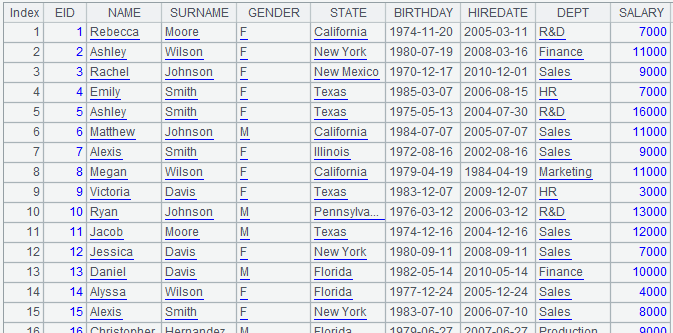 Index EID NAME SURNAME GENDER STATE BIRTHDAY HIREDATE DEPT SALARY
1 1 Rebecca Moore F California 1974-11-20 2005-03-11 R&D 7000
2 2 Ashley Wilson F New York 1980-07-19 2008-03-16 Finance 11000
3 3 Rachel Johnson F New Mexico 1970-12-17 2010-12-01 Sales 9000
4 4 Emily Smith F Texas 1985-03-07 2006-08-15 HR 7000
5 5 Ashley Smith F Texas 1975-05-13 2004-07-30 R&D 16000
6 6 Matthew Johnson M California 1984-07-07 2005-07-07 Sales 11000
7 7 Alexis Smith F Illinois 1972-08-16 2002-08-16 Sales 9000
8 8 Megan Wilson F California 1979-04-19 1984-04-19 Marketing 11000
9 9 Victoria Davis F Texas 1983-12-07 2009-12-07 HR 3000
10 10 Ryan Johnson M Pennsylva... 1976-03-12 2006-03-12 R&D 13000
11 11 Jacob Moore M Texas 1974-12-16 2004-12-16 Sales 12000
12 12 Jessica Davis F New York 1980-09-11 2008-09-11 Sales 7000
13 13 Daniel Davis M Florida 1982-05-14 2010-05-14 Finance 10000
14 14 Alyssa Wilson F Florida 1977-12-24 2005-12-24 Sales 4000
15 15 Alexis Smith F New York 1983-07-10 2006-07-10 Sales 8000
16 16 Christopher Hernandez M Florida 1979-06-27 2007-06-27 Production 9000